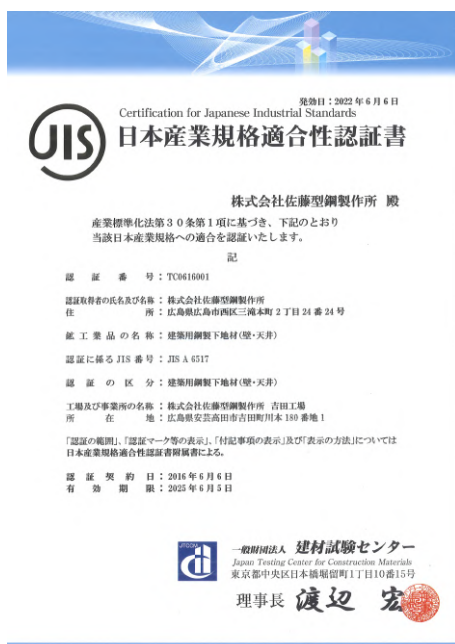 発効日：2022年6月6日
Certification for Japanese Industrial Standards
JIS
日本産業規格適合性認証書
株式会社佐藤型鋼製作所 殿
産業標準化法第30条第1項に基づき、下記のとおり
当該日本産業規格への適合を認証いたします。
記
認証番号：TC0616001
認証取得者の氏名及び名称：株式会社佐藤型鋼製作所
住所：広島県広島市西区三滝本町2丁目24番24号
鉱工業品の名称：建築用鋼製下地材(壁・天井)
認証に係るJIS番号：JIS A 6517
認証の区分：建築用鋼製下地材(壁・天井)
工場及び事業所の名称：株式会社佐藤型鋼製作所 吉田工場
所在地：広島県安芸高田市吉田町川本180番地1
「認証の範囲」、「認証マーク等の表示」、「付記事項の表示」及び「表示の方法」については
日本産業規格適合性認証書附属書による。
認証契約日：2016年6月6日
有効期限：2025年6月5日
JTCCM
一般財団法人 建材試験センター
Japan Testing Center for Construction Materials
東京都中央区日本橋堀留町1丁目10番15号
理事長 渡辺 宏